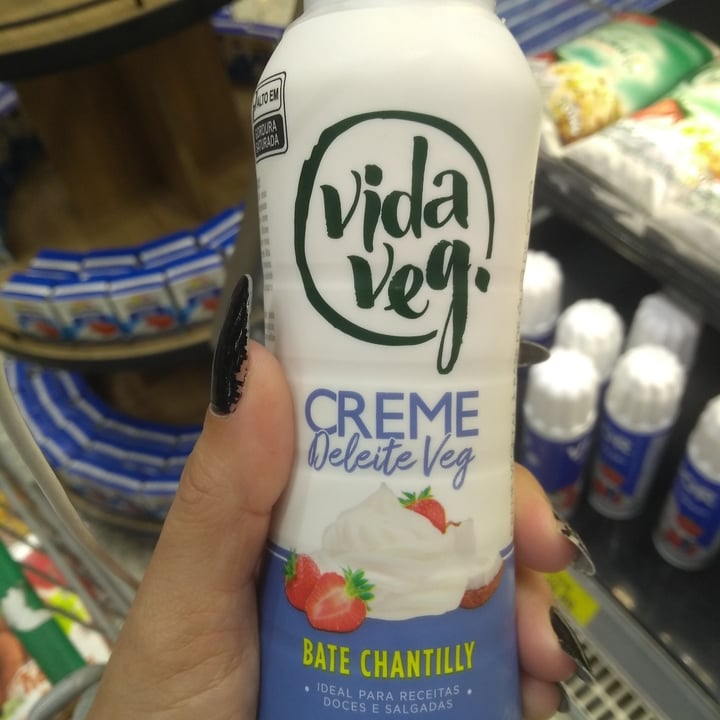 ALTO EM
GORDURA
SATURADA
vida
veg.
CREME
Deleite Veg
BATE CHANTILLY
• IDEAL PARA RECEITAS •
DOCES E SALGADAS